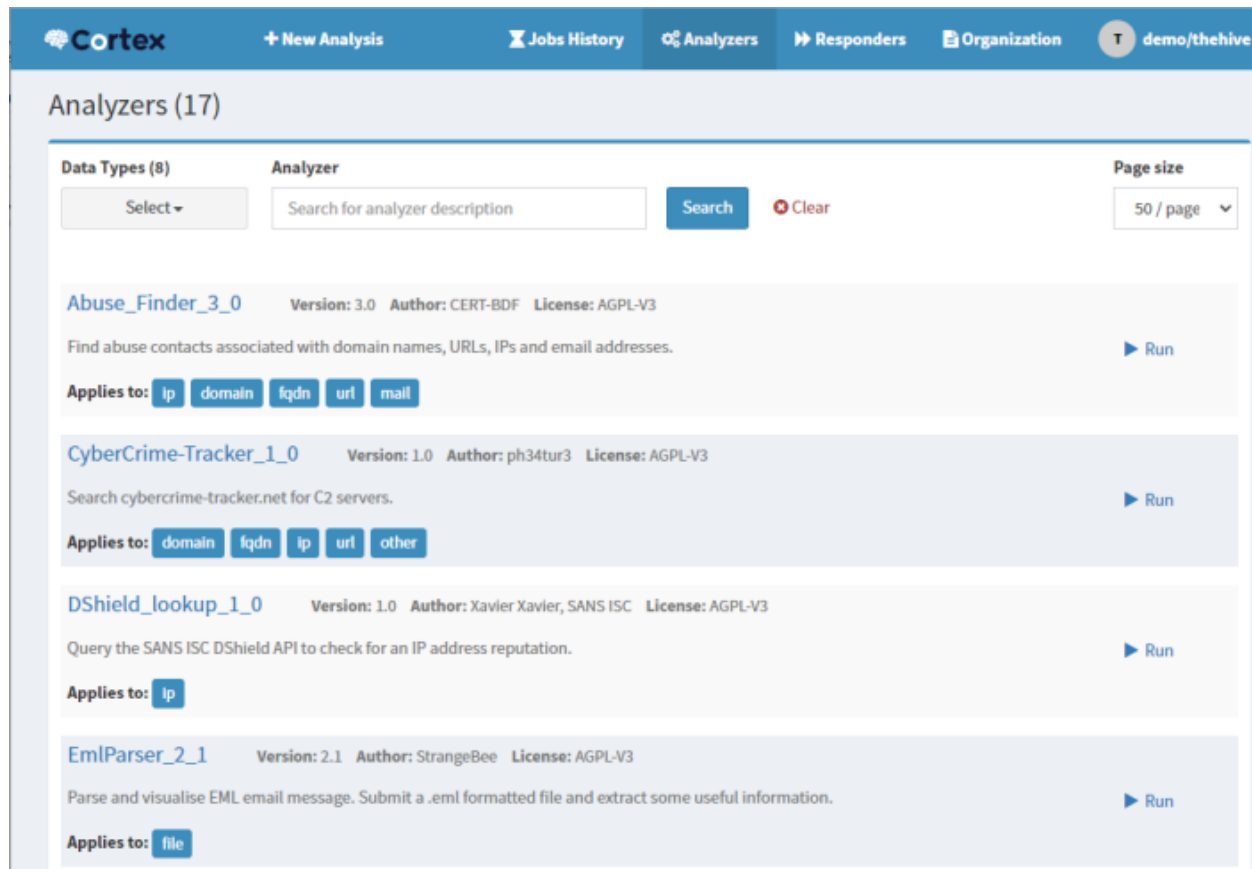 Cortex + New Analysis Jobs History Analyzers Responders Organization T demo/thehive
Analyzers (17)
Data Types (8) Analyzer Page size
Select Search for analyzer description Search Clear 50 / page
Abuse_Finder_3_0 Version: 3.0 Author: CERT-BDF License: AGPL-V3
Find abuse contacts associated with domain names, URLs, IPs and email addresses.
Run
Applies to: ip domain fqdn url mail
CyberCrime-Tracker_1_0 Version: 1.0 Author: ph34tur3 License: AGPL-V3
Search cybercrime-tracker.net for C2 servers.
Run
Applies to: domain fqdn ip url other
DShield_lookup_1_0 Version: 1.0 Author: Xavier Xavier, SANS ISC License: AGPL-V3
Query the SANS ISC DShield API to check for an IP address reputation.
Run
Applies to: ip
EmlParser_2_1 Version: 2.1 Author: StrangeBee License: AGPL-V3
Parse and visualise EML email message. Submit a .eml formatted file and extract some useful information.
Run
Applies to: file